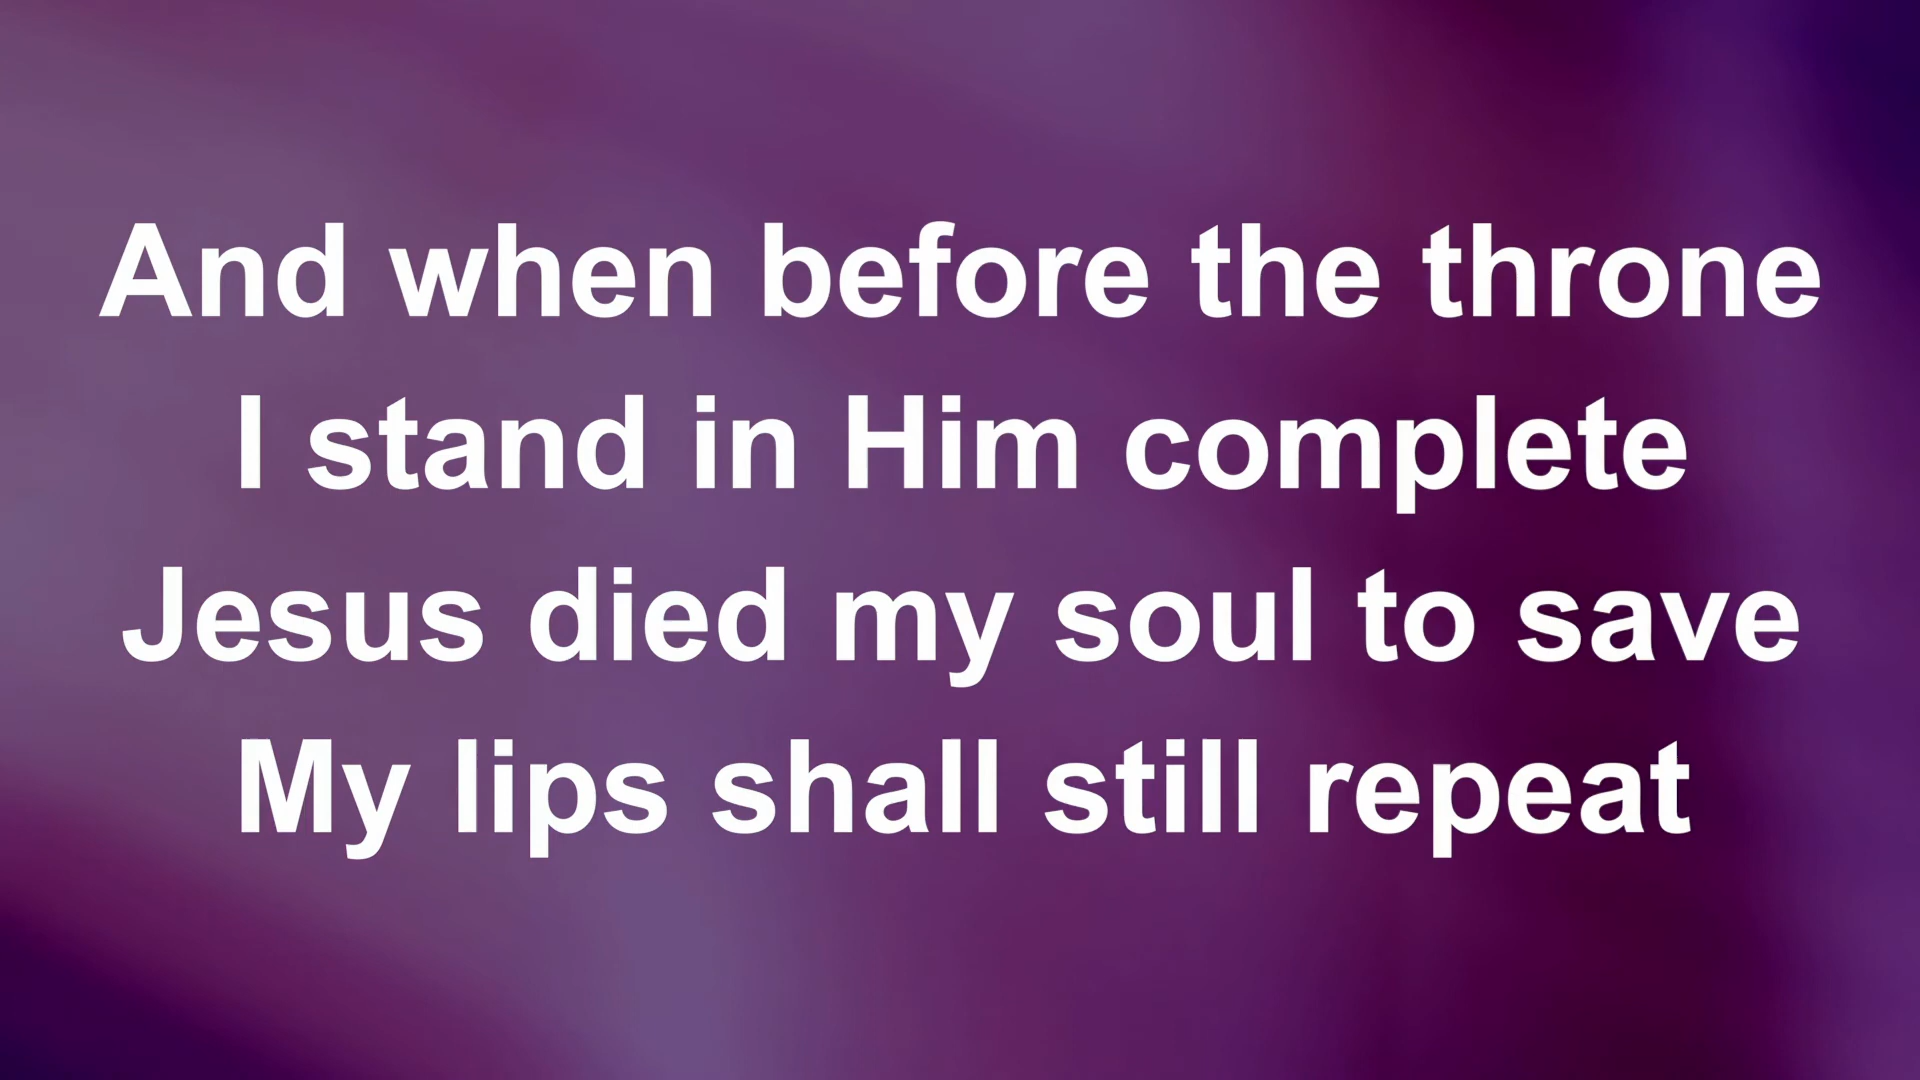 And when before the throne
I stand in Him complete
Jesus died my soul to save
My lips shall still repeat